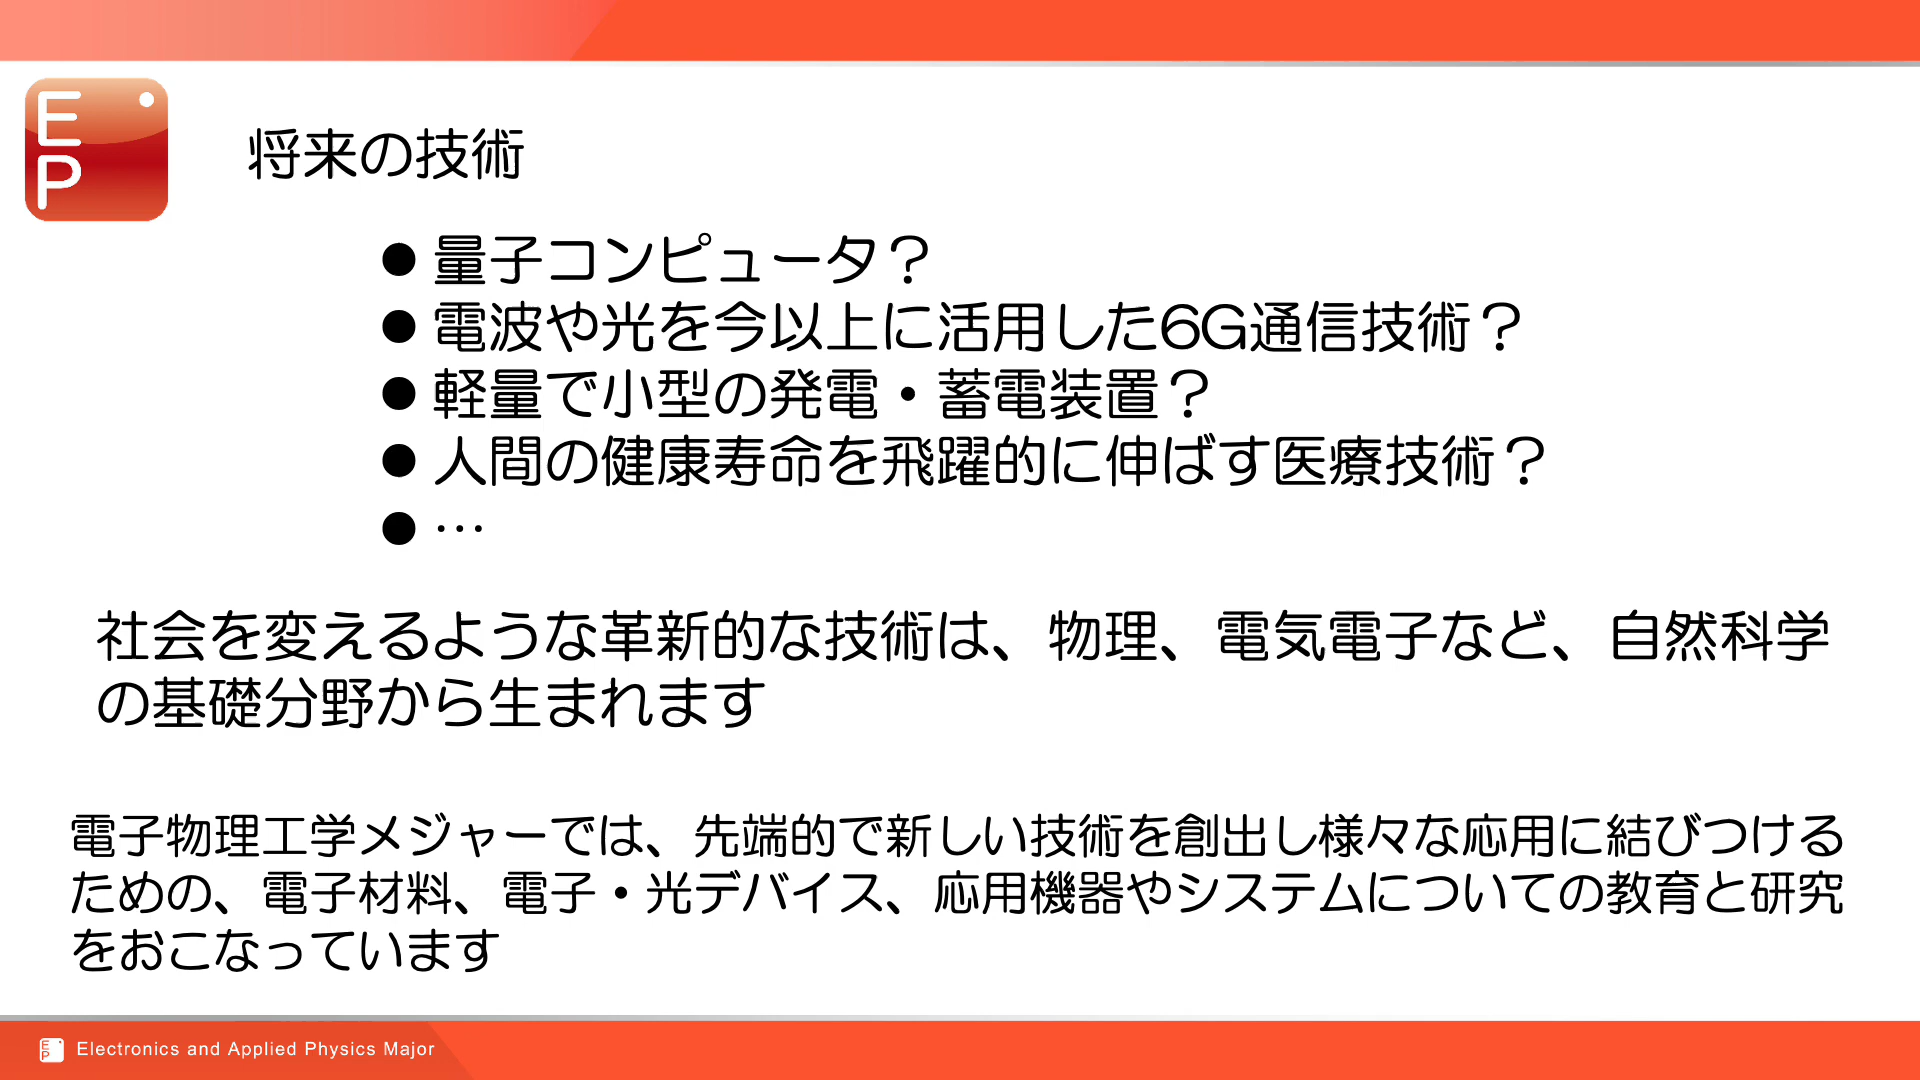 E
P
将来の技術
● 量子コンピュータ？
● 電波や光を今以上に活用した6G通信技術？
● 軽量で小型の発電・蓄電装置？
● 人間の健康寿命を飛躍的に伸ばす医療技術？
● …
社会を変えるような革新的な技術は、物理、電気電子など、自然科学
の基礎分野から生まれます
電子物理工学メジャーでは、先端的で新しい技術を創出し様々な応用に結びつける
ための、電子材料、電子・光デバイス、応用機器やシステムについての教育と研究
をおこなっています
E
P
Electronics and Applied Physics Major